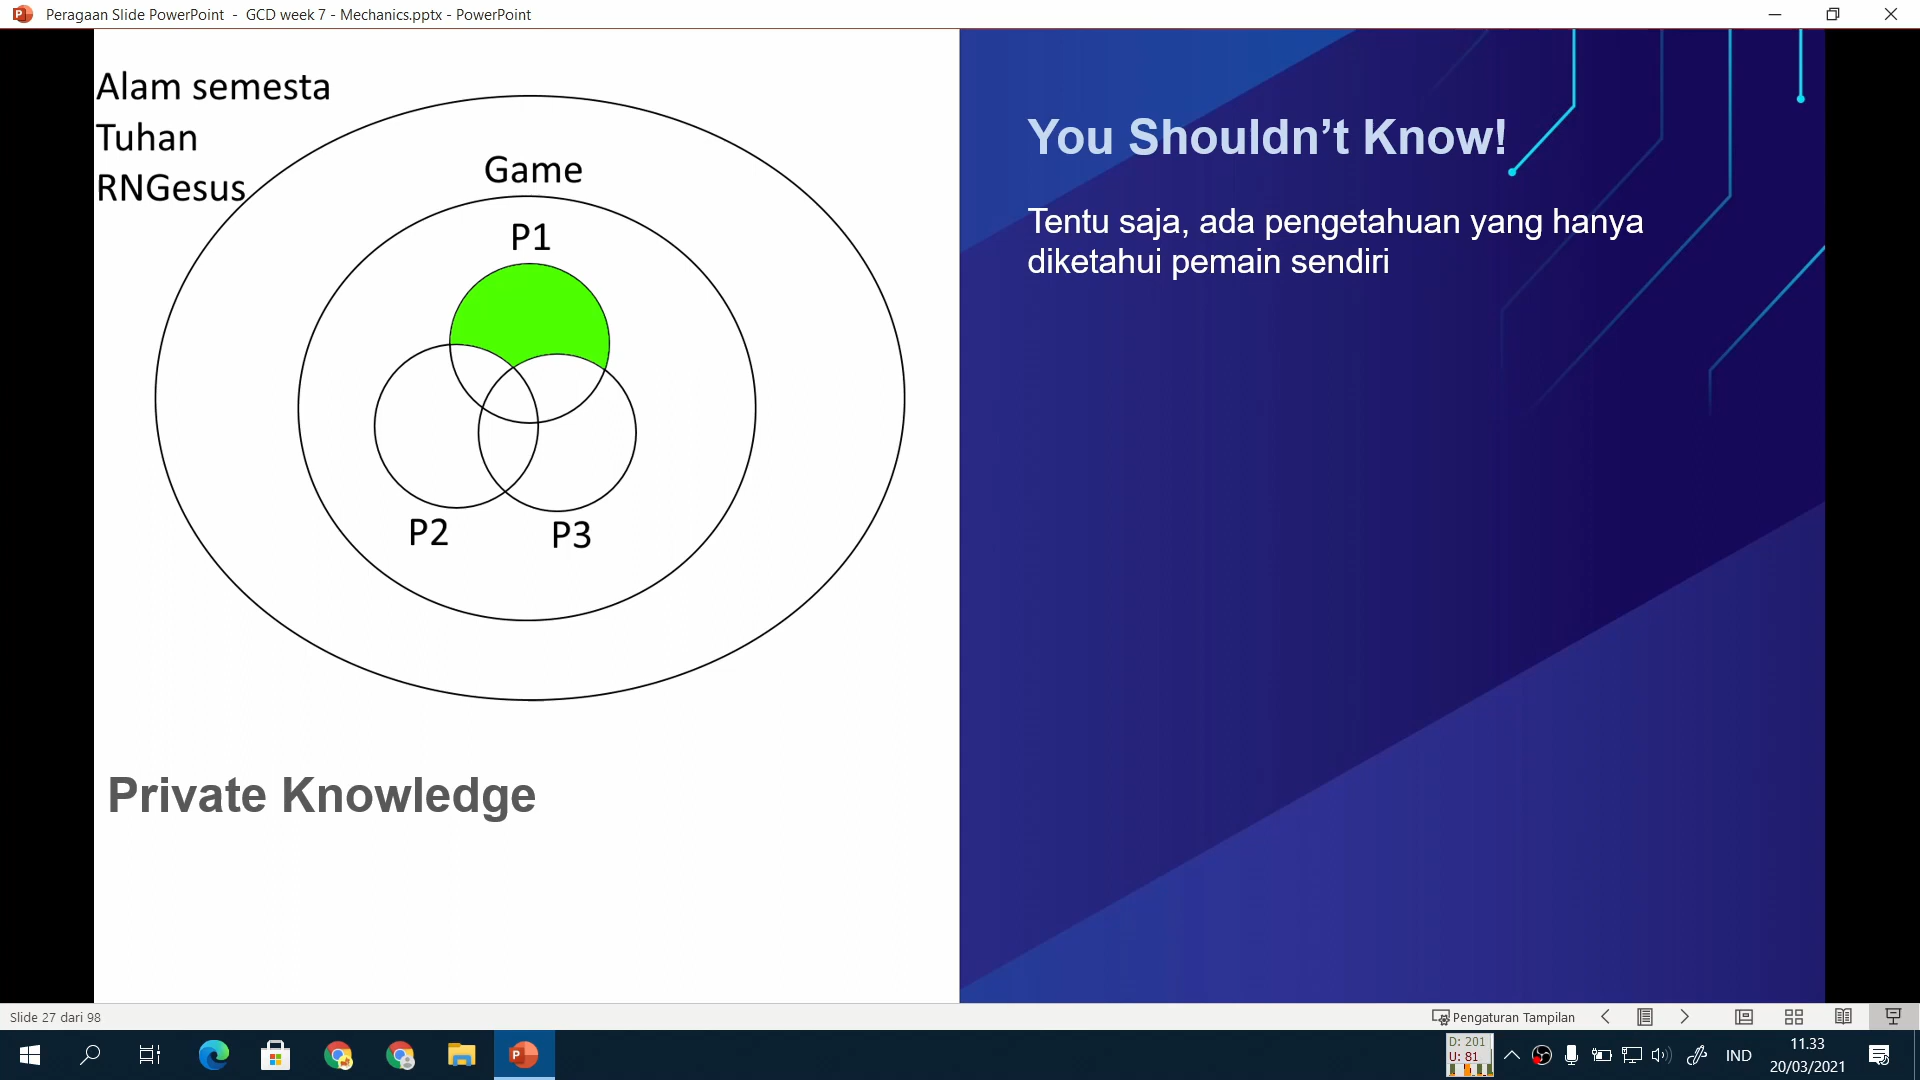 Peragaan Slide PowerPoint - GCD week 7 - Mechanics.pptx - PowerPoint
Alam semesta
Tuhan
RNGesus
Game
P1
P2
P3
Private Knowledge
You Shouldn’t Know!
Tentu saja, ada pengetahuan yang hanya
diketahui pemain sendiri
Slide 27 dari 98
Pengaturan Tampilan
D: 201
U: 81
IND
11.33
20/03/2021